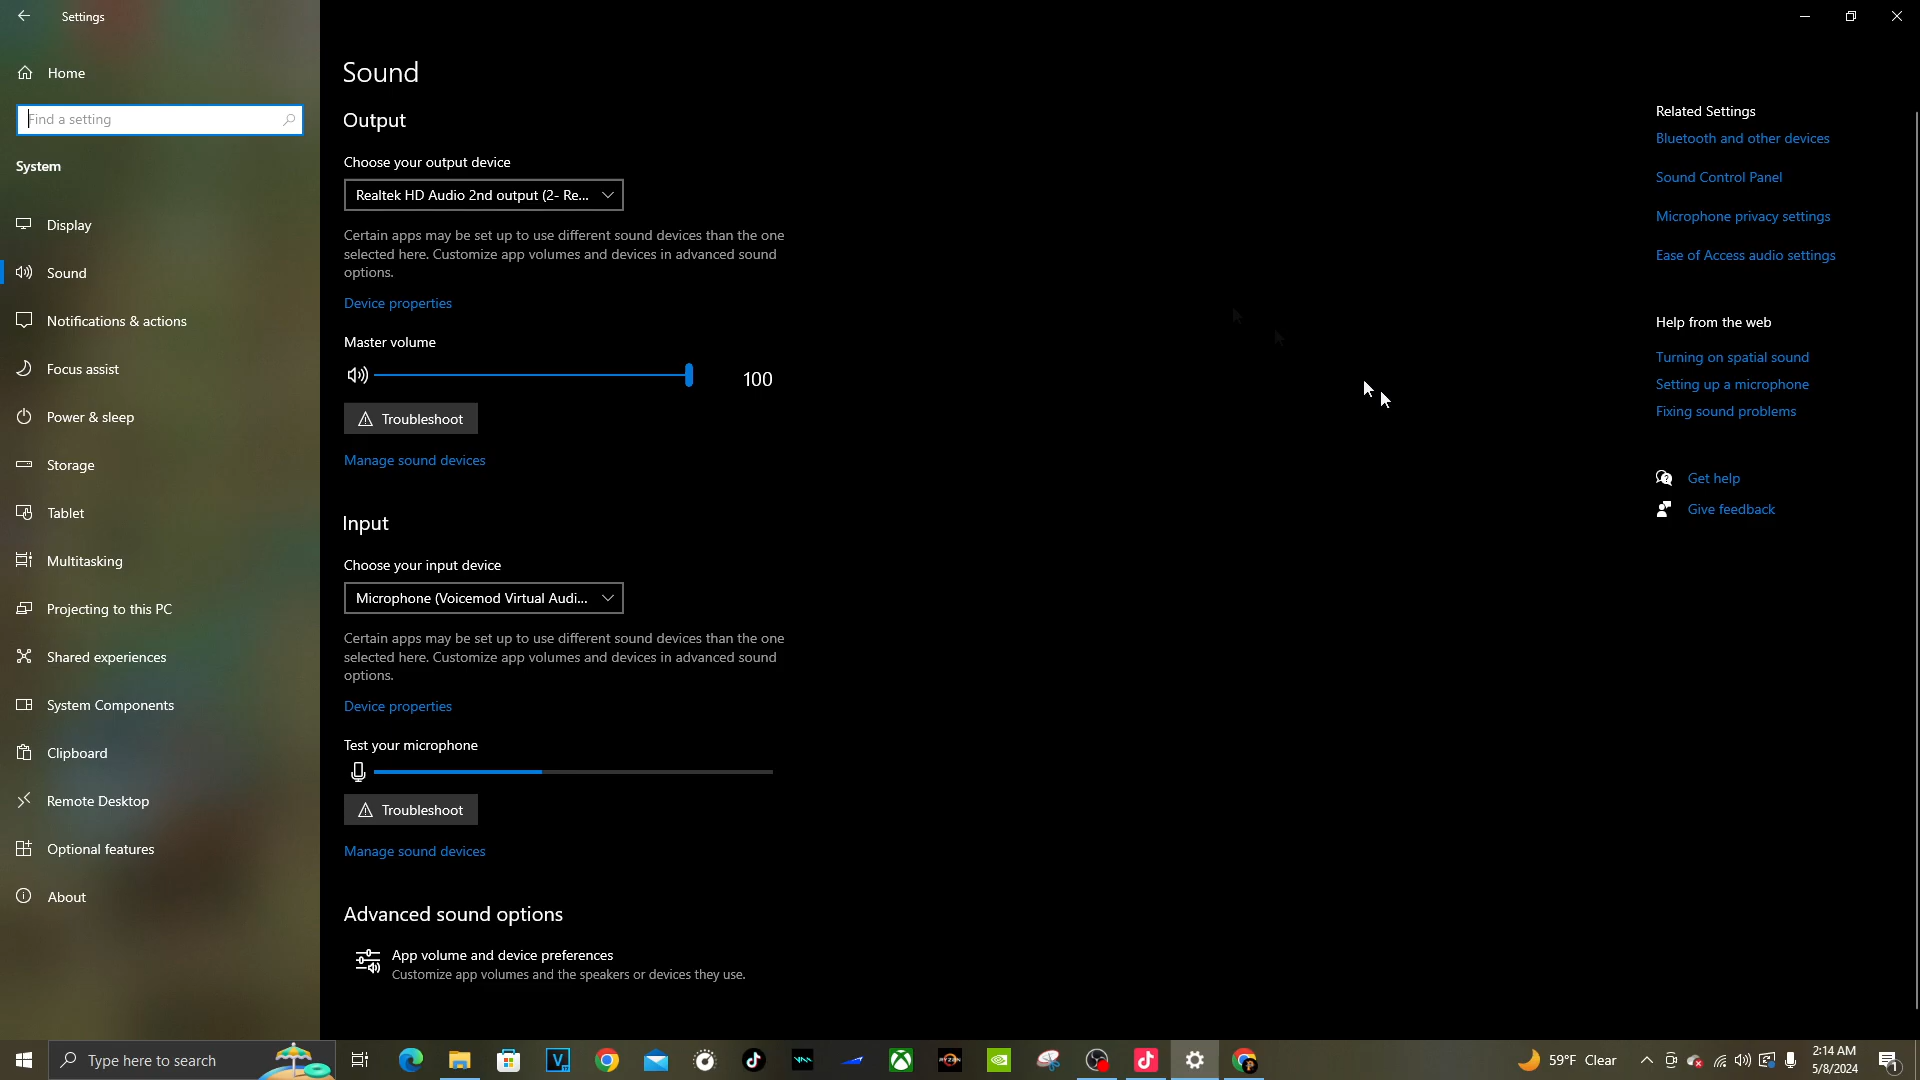 Settings
Home
Find a setting
System
Display
Sound
Notifications & actions
Focus assist
Power & sleep
Storage
Tablet
Multitasking
Projecting to this PC
Shared experiences
System Components
Clipboard
Remote Desktop
Optional features
About
Sound
Output
Choose your output device
Realtek HD Audio 2nd output (2- Re...
Certain apps may be set up to use different sound devices than the one
selected here. Customize app volumes and devices in advanced sound
options.
Device properties
Master volume
100
Troubleshoot
Manage sound devices
Input
Choose your input device
Microphone (Voicemod Virtual Audi...
Certain apps may be set up to use different sound devices than the one
selected here. Customize app volumes and devices in advanced sound
options.
Device properties
Test your microphone
Troubleshoot
Manage sound devices
Advanced sound options
App volume and device preferences
Customize app volumes and the speakers or devices they use.
Related Settings
Bluetooth and other devices
Sound Control Panel
Microphone privacy settings
Ease of Access audio settings
Help from the web
Turning on spatial sound
Setting up a microphone
Fixing sound problems
Get help
Give feedback
Type here to search
59°F Clear
2:14 AM
5/8/2024
1